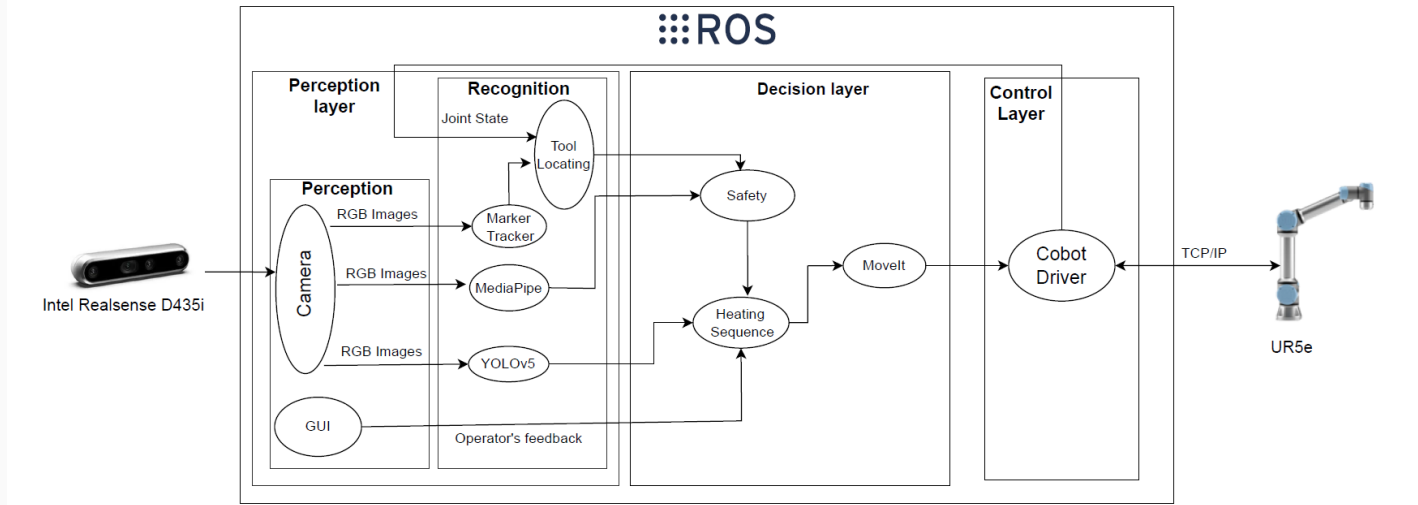 ROS
Perception
layer
Recognition
Decision layer
Control
Layer
Joint State
Tool
Locating
Perception
Safety
RGB Images
Marker
Tracker
Camera
RGB Images
MediaPipe
MoveIt
Cobot
Driver
TCP/IP
Intel Realsense D435i
Heating
Sequence
RGB Images
YOLOv5
UR5e
GUI
Operator's feedback